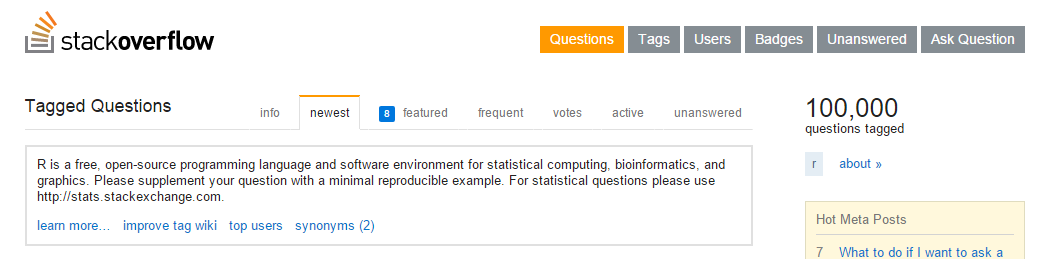 stackoverflow
Questions Tags Users Badges Unanswered Ask Question
Tagged Questions info newest 8 featured frequent votes active unanswered
R is a free, open-source programming language and software environment for statistical computing, bioinformatics, and
graphics. Please supplement your question with a minimal reproducible example. For statistical questions please use
http://stats.stackexchange.com.
learn more... improve tag wiki top users synonyms (2)
100,000
questions tagged
r about »
Hot Meta Posts
7 What to do if I want to ask a